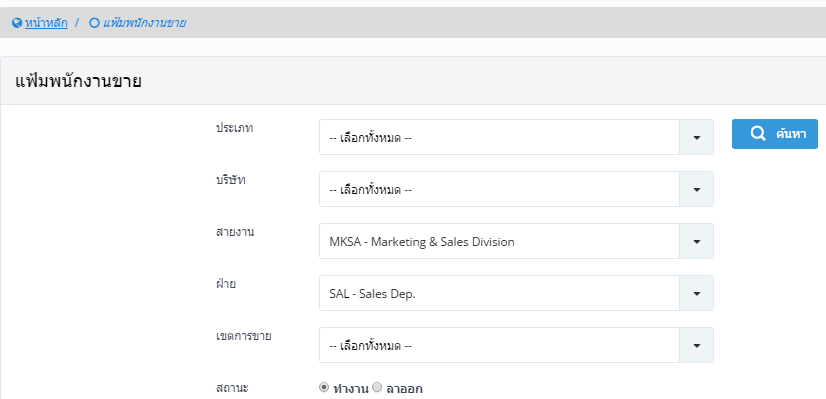 หน้าหลัก / แฟ้มพนักงานขาย
แฟ้มพนักงานขาย
ประเภท -- เลือกทั้งหมด -- ค้นหา
บริษัท -- เลือกทั้งหมด --
สายงาน MKSA - Marketing & Sales Division
ฝ่าย SAL - Sales Dep.
เขตการขาย -- เลือกทั้งหมด --
สถานะ ทำงาน ลาออก